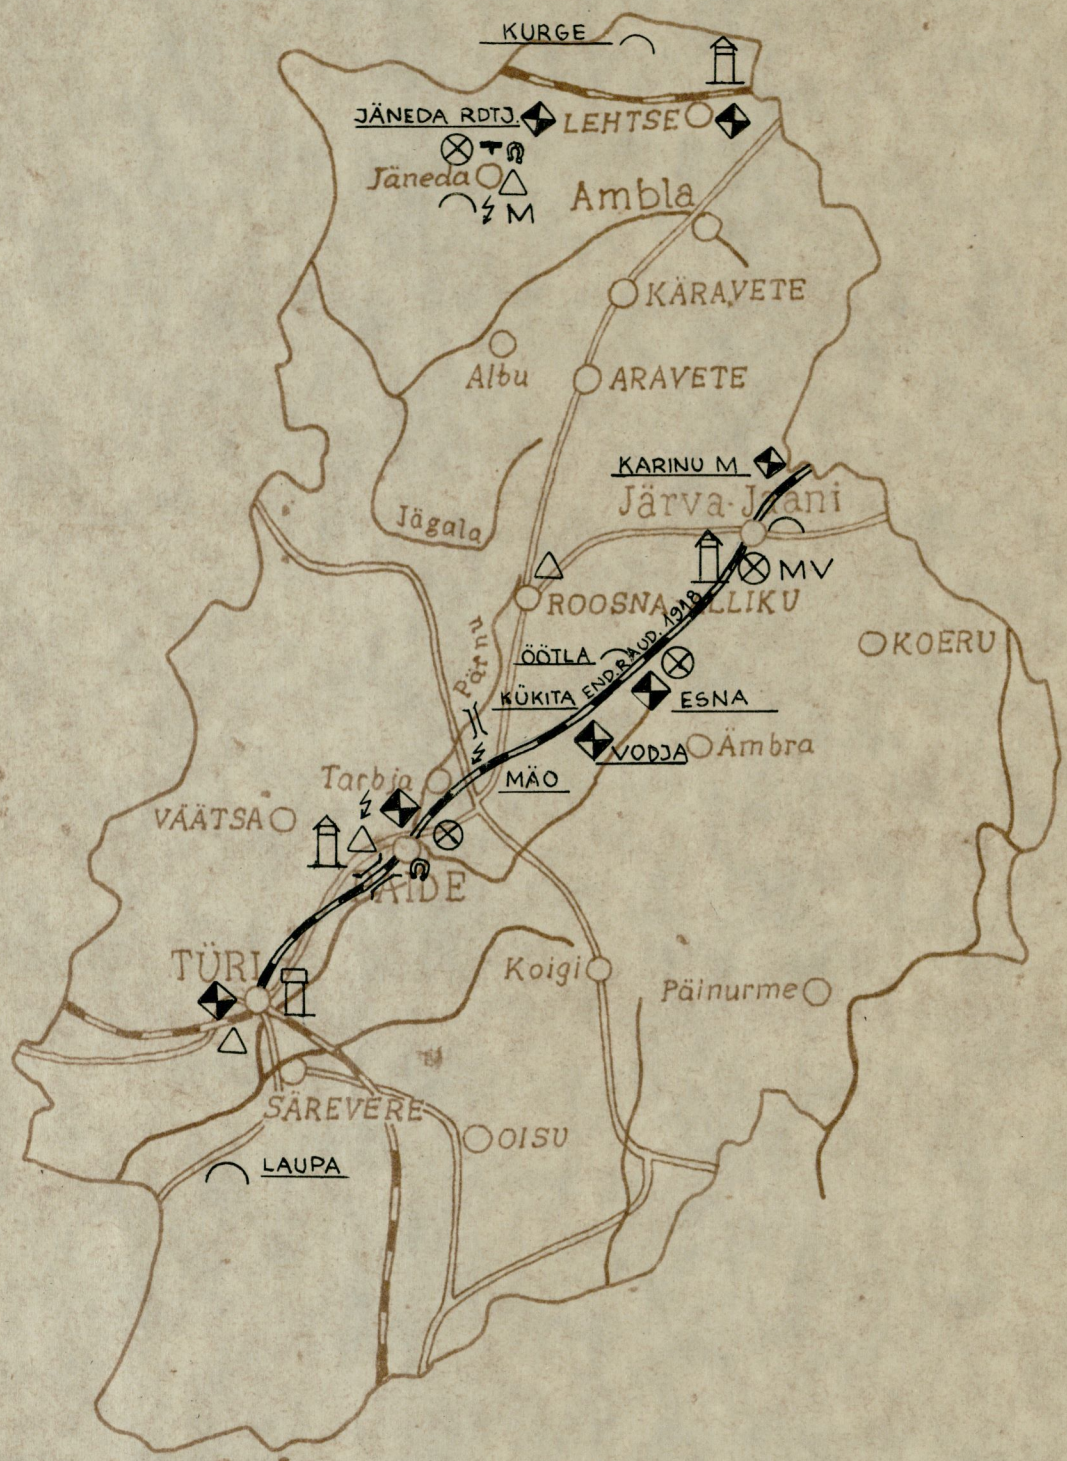 KURGE
JÄNEDA RDTJ.
LEHTSE
Jäneda
M
Ambla
KÄRAVETE
Albu
ARAVETE
KARINU M
Järva-Jaani
Jägala
MV
ROOSNA-ALLIKU
KOERU
Pärnu
ÖÖTLA
END. RAUD. 1918
KÜKITA
ESNA
VODJA
Ämbra
Tarbja
MÄO
VÄÄTSA
PAIDE
TÜRI
Koigi
Päinurme
SÄREVERE
OISU
LAUPA